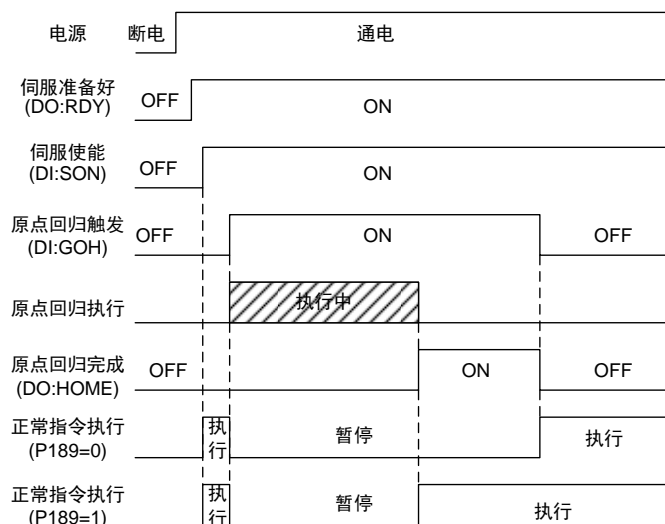 电源 断电 通电
伺服准备好
(DO:RDY) OFF ON
伺服使能
(DI:SON) OFF ON
原点回归触发
(DI:GOH) OFF ON OFF
原点回归执行 执行中
原点回归完成
(DO:HOME) OFF ON OFF
正常指令执行
(P189=0) 执行 暂停 执行
正常指令执行
(P189=1) 执行 暂停 执行